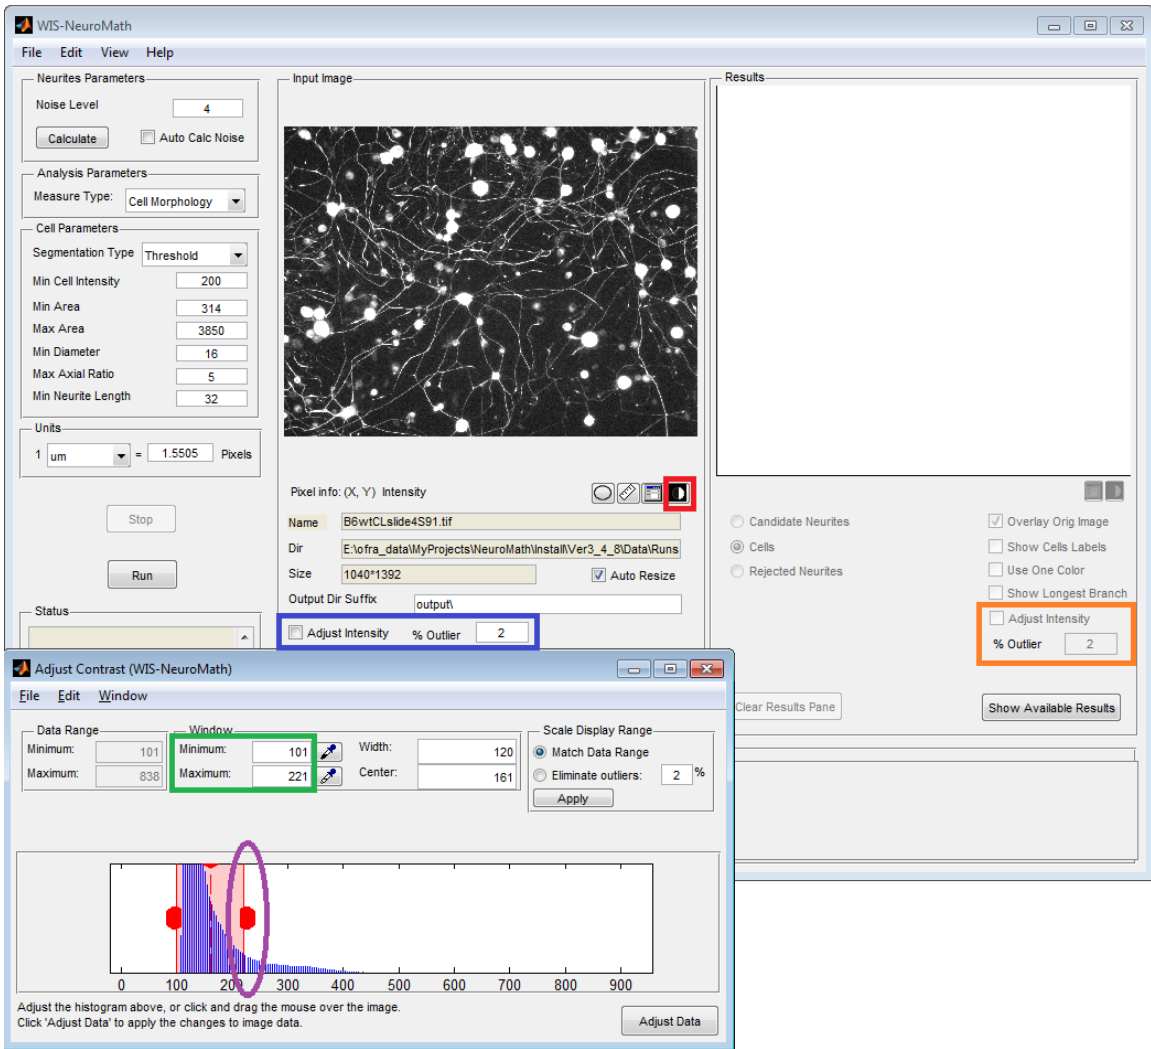 WIS-NeuroMath
File Edit View Help
Neurites Parameters
Noise Level 4
Calculate Auto Calc Noise
Analysis Parameters
Measure Type: Cell Morphology
Cell Parameters
Segmentation Type Threshold
Min Cell Intensity 200
Min Area 314
Max Area 3850
Min Diameter 16
Max Axial Ratio 5
Min Neurite Length 32
Units
1 um = 1.5505 Pixels
Stop
Run
Status
Input Image
Pixel info: (X, Y) Intensity
Name B6wtCLslide4S91.tif
Dir E:\ofra_data\MyProjects\NeuroMath\Install\Ver3_4_8\Data\Runs
Size 1040*1392 Auto Resize
Output Dir Suffix output\
Adjust Intensity % Outlier 2
Results
Candidate Neurites
Cells
Rejected Neurites
Overlay Orig Image
Show Cells Labels
Use One Color
Show Longest Branch
Adjust Intensity
% Outlier 2
Clear Results Pane
Show Available Results
Adjust Contrast (WIS-NeuroMath)
File Edit Window
Data Range
Minimum: 101
Maximum: 838
Window
Minimum: 101
Maximum: 221
Width: 120
Center: 161
Scale Display Range
Match Data Range
Eliminate outliers: 2 %
Apply
0 100 200 300 400 500 600 700 800 900
Adjust the histogram above, or click and drag the mouse over the image.
Click 'Adjust Data' to apply the changes to image data.
Adjust Data